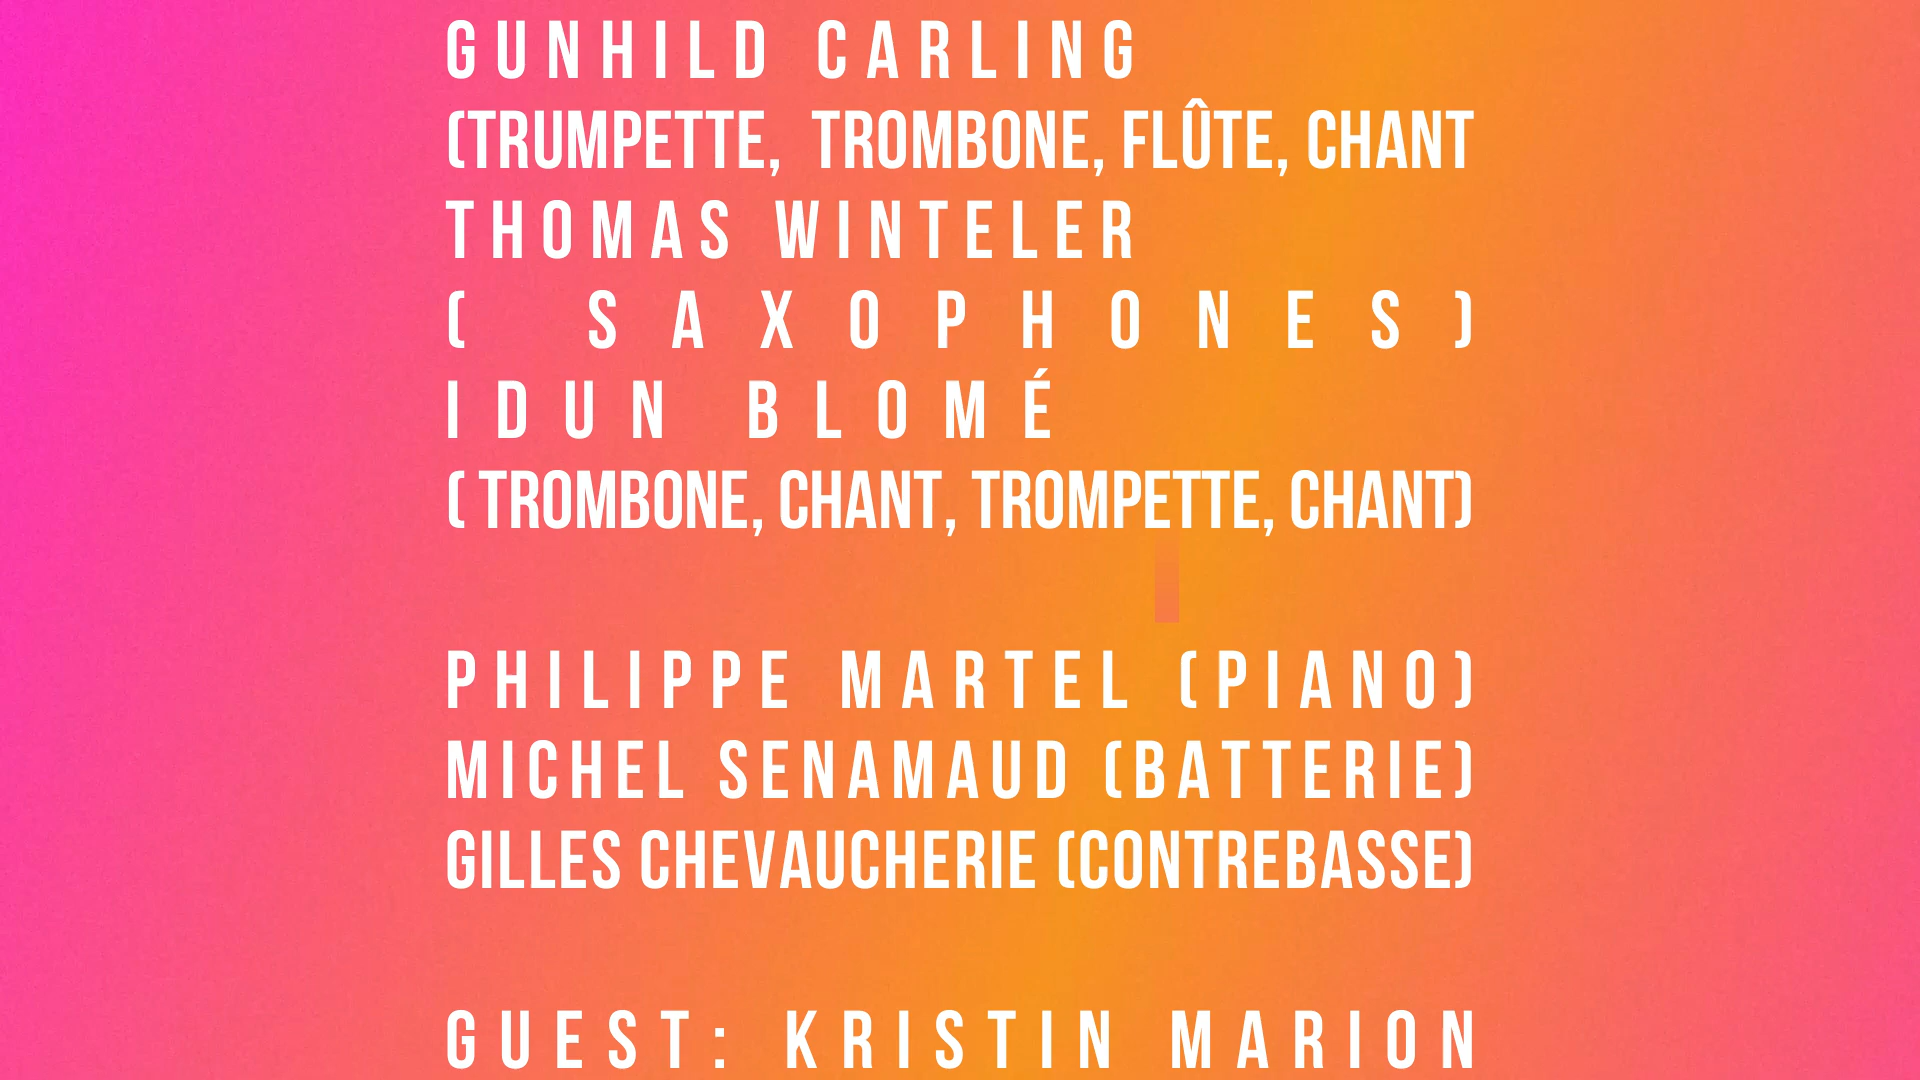 GUNHILD CARLING
(TRUMPETTE, TROMBONE, FLÛTE, CHANT
THOMAS WINTELER
( SAXOPHONES)
IDUN BLOMÉ
( TROMBONE, CHANT, TROMPETTE, CHANT)
PHILIPPE MARTEL (PIANO)
MICHEL SENAMAUD (BATTERIE)
GILLES CHEVAUCHERIE (CONTREBASSE)
GUEST: KRISTIN MARION